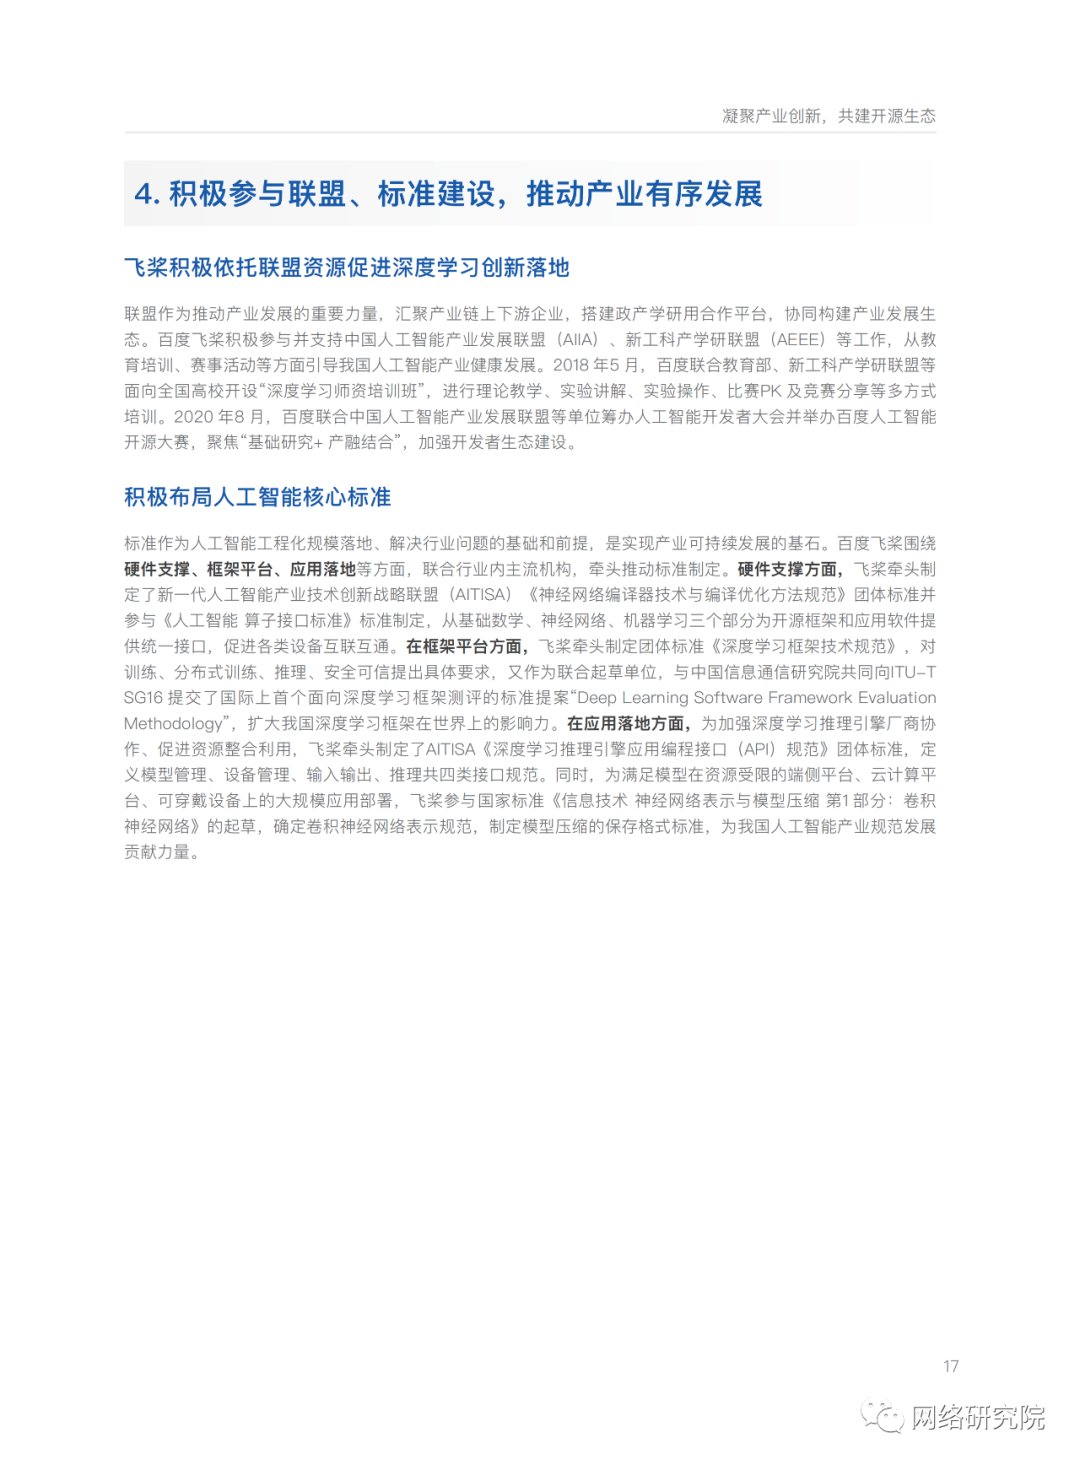 凝聚产业创新，共建开源生态
4. 积极参与联盟、标准建设，推动产业有序发展
飞桨积极依托联盟资源促进深度学习创新落地
联盟作为推动产业发展的重要力量，汇聚产业链上下游企业，搭建政产学研用合作平台，协同构建产业发展生
态。百度飞桨积极参与并支持中国人工智能产业发展联盟（AIIA）、新工科产学研联盟（AEEE）等工作，从教
育培训、赛事活动等方面引导我国人工智能产业健康发展。2018 年5 月，百度联合教育部、新工科产学研联盟等
面向全国高校开设“深度学习师资培训班”，进行理论教学、实验讲解、实验操作、比赛PK 及竞赛分享等多方式
培训。2020 年8 月，百度联合中国人工智能产业发展联盟等单位筹办人工智能开发者大会并举办百度人工智能
开源大赛，聚焦“基础研究+ 产融结合”，加强开发者生态建设。
积极布局人工智能核心标准
标准作为人工智能工程化规模落地、解决行业问题的基础和前提，是实现产业可持续发展的基石。百度飞桨围绕
硬件支撑、框架平台、应用落地等方面，联合行业内主流机构，牵头推动标准制定。硬件支撑方面，飞桨牵头制
定了新一代人工智能产业技术创新战略联盟（AITISA）《神经网络编译器技术与编译优化方法规范》团体标准并
参与《人工智能 算子接口标准》标准制定，从基础数学、神经网络、机器学习三个部分为开源框架和应用软件提
供统一接口，促进各类设备互联互通。在框架平台方面，飞桨牵头制定团体标准《深度学习框架技术规范》，对
训练、分布式训练、推理、安全可信提出具体要求，又作为联合起草单位，与中国信息通信研究院共同向ITU-T
SG16 提交了国际上首个面向深度学习框架测评的标准提案“Deep Learning Software Framework Evaluation
Methodology”，扩大我国深度学习框架在世界上的影响力。在应用落地方面，为加强深度学习推理引擎厂商协
作、促进资源整合利用，飞桨牵头制定了AITISA《深度学习推理引擎应用编程接口（API）规范》团体标准，定
义模型管理、设备管理、输入输出、推理共四类接口规范。同时，为满足模型在资源受限的端侧平台、云计算平
台、可穿戴设备上的大规模应用部署，飞桨参与国家标准《信息技术 神经网络表示与模型压缩 第1 部分：卷积
神经网络》的起草，确定卷积神经网络表示规范，制定模型压缩的保存格式标准，为我国人工智能产业规范发展
贡献力量。
17
网络研究院